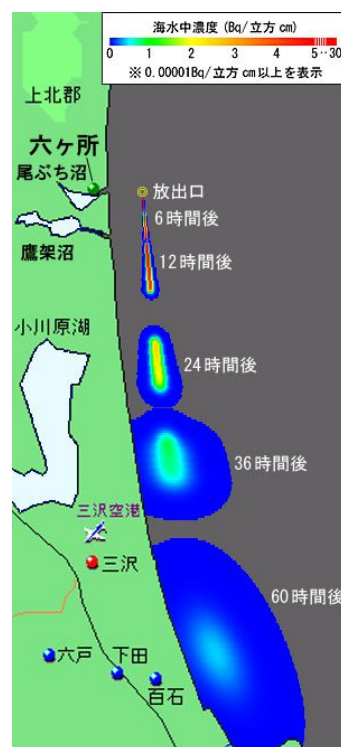 海水中濃度 (Bq/立方 cm)
0 1 2 3 4 5…30
※ 0.00001Bq/立方 cm以上を表示
上北郡
六ヶ所
尾ぶち沼
放出口
6時間後
鷹架沼
12時間後
小川原湖
24時間後
36時間後
三沢空港
三沢
60時間後
六戸
下田
百石